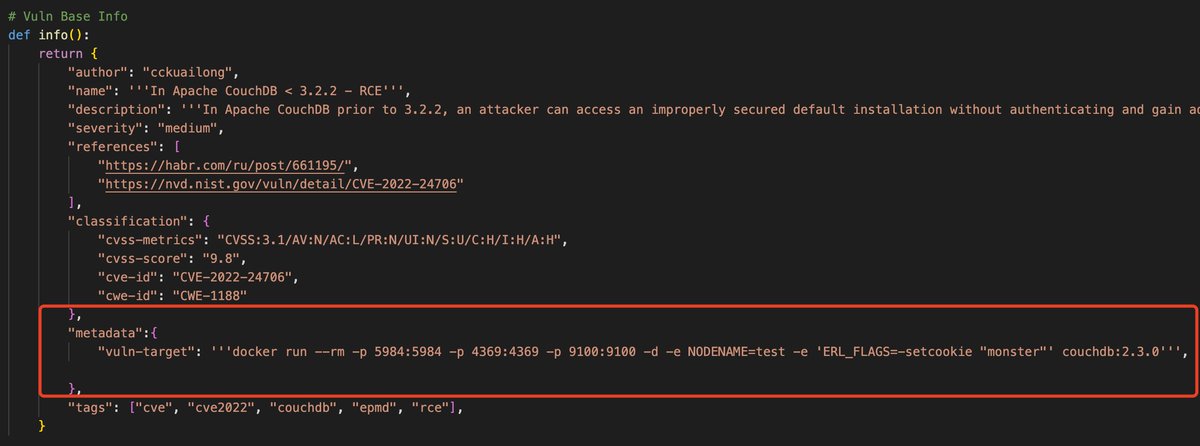 # Vuln Base Info
def info():
return {
"author": "cckuailong",
"name": '''In Apache CouchDB < 3.2.2 - RCE''',
"description": '''In Apache CouchDB prior to 3.2.2, an attacker can access an improperly secured default installation without authenticating and gain
"severity": "medium",
"references": [
"https://habr.com/ru/post/661195/",
"https://nvd.nist.gov/vuln/detail/CVE-2022-24706"
],
"classification": {
"cvss-metrics": "CVSS:3.1/AV:N/AC:L/PR:N/UI:N/S:U/C:H/I:H/A:H",
"cvss-score": "9.8",
"cve-id": "CVE-2022-24706",
"cwe-id": "CWE-1188"
},
"metadata":{
"vuln-target": '''docker run --rm -p 5984:5984 -p 4369:4369 -p 9100:9100 -d -e NODENAME=test -e 'ERL_FLAGS=-setcookie "monster"' couchdb:2.3.0''',
},
"tags": ["cve", "cve2022", "couchdb", "epmd", "rce"],
}